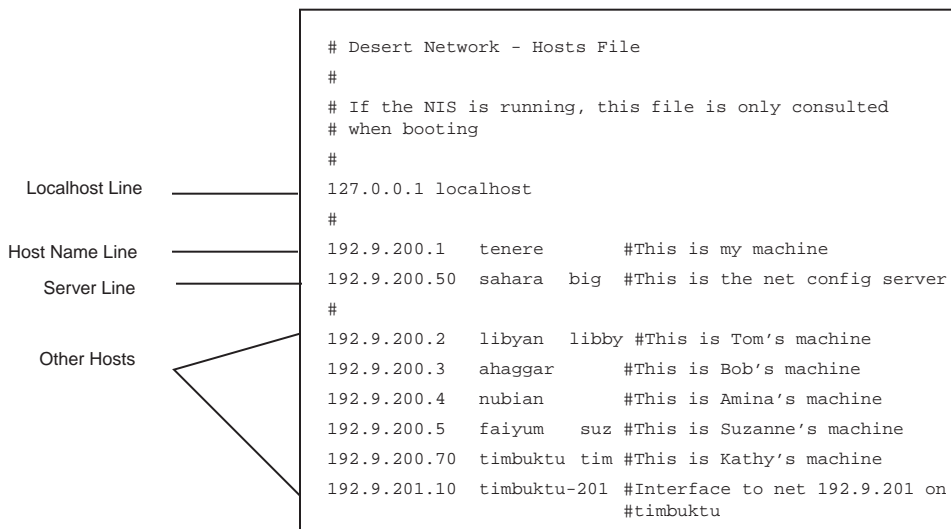 # Desert Network - Hosts File
#
# If the NIS is running, this file is only consulted
# when booting
#
Localhost Line
127.0.0.1 localhost
#
Host Name Line
192.9.200.1 tenere #This is my machine
Server Line
192.9.200.50 sahara big #This is the net config server
#
Other Hosts
192.9.200.2 libyan libby #This is Tom's machine
192.9.200.3 ahaggar #This is Bob's machine
192.9.200.4 nubian #This is Amina's machine
192.9.200.5 faiyum suz #This is Suzanne's machine
192.9.200.70 timbuktu tim #This is Kathy's machine
192.9.201.10 timbuktu-201 #Interface to net 192.9.201 on
#timbuktu